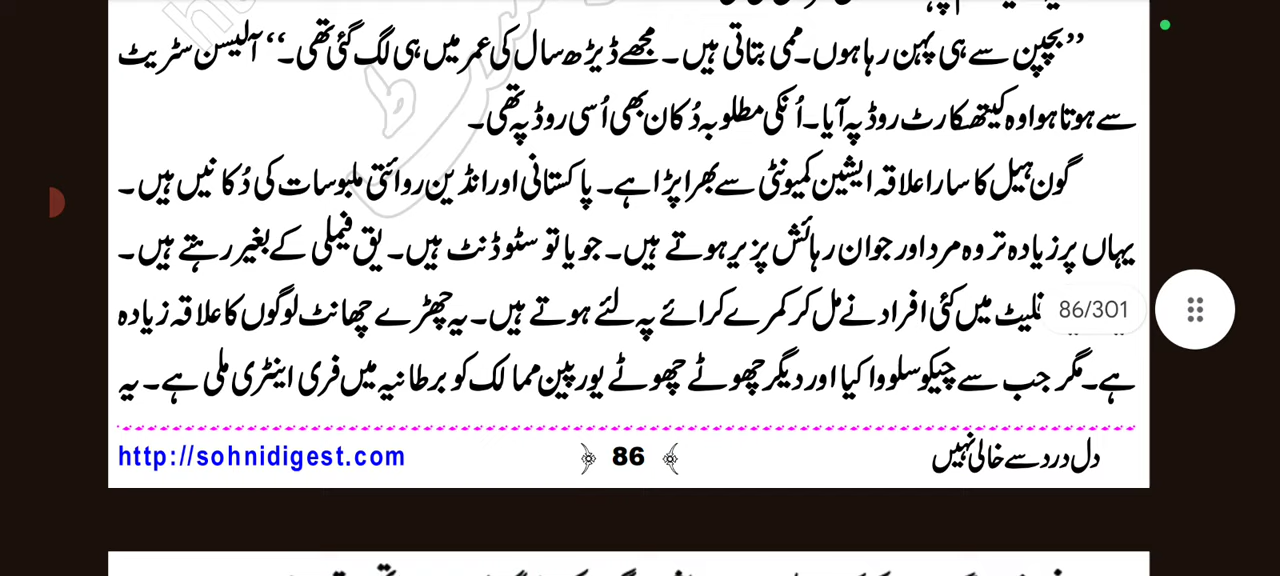 ’’بچپن سے ہی پہن رہا ہوں۔ ممی بتاتی ہیں۔ مجھے ڈیڑھ سال کی عمر میں ہی لگ گئی تھی۔‘‘ آلیسن سٹریٹ
سے ہوتا ہوا وہ کیتھکارٹ روڈ پہ آیا۔ اُنکی مطلوبہ دُکان بھی اُسی روڈ پہ تھی۔
گون ہیل کا سارا علاقہ ایشین کمیونٹی سے بھرا پڑا ہے۔ پاکستانی اور انڈین روائتی ملبوسات کی دُکانیں ہیں۔
یہاں پر زیادہ تر وہ مرد اور جوان رہائش پزیر ہوتے ہیں۔ جو یا تو سٹوڈنٹ ہیں۔ یق فیملی کے بغیر رہتے ہیں۔
فلیٹ میں کئی افراد نے مل کر کمرے کرائے پہ لئے ہوتے ہیں۔ یہ چھڑے چھانٹ لوگوں کا علاقہ زیادہ
86/301
ہے۔ مگر جب سے چیکوسلوواکیا اور دیگر چھوٹے چھوٹے یورپین ممالک کو برطانیہ میں فری اینٹری ملی ہے۔ یہ
دل درد سے خالی نہیں
86
http://sohnidigest.com